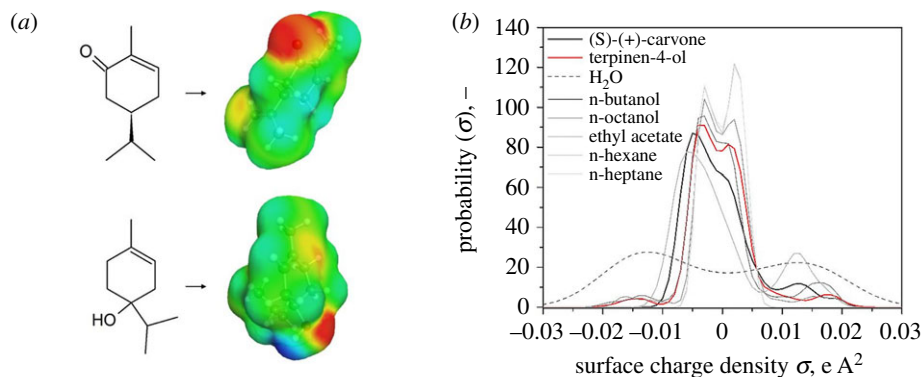 (a)
O
HO
(b)
140
120
100
80
60
40
20
0
probability (σ), –
(S)-(+)-carvone
terpinen-4-ol
H₂O
n-butanol
n-octanol
ethyl acetate
n-hexane
n-heptane
–0.03 –0.02 –0.01 0 0.01 0.02 0.03
surface charge density σ, e A²